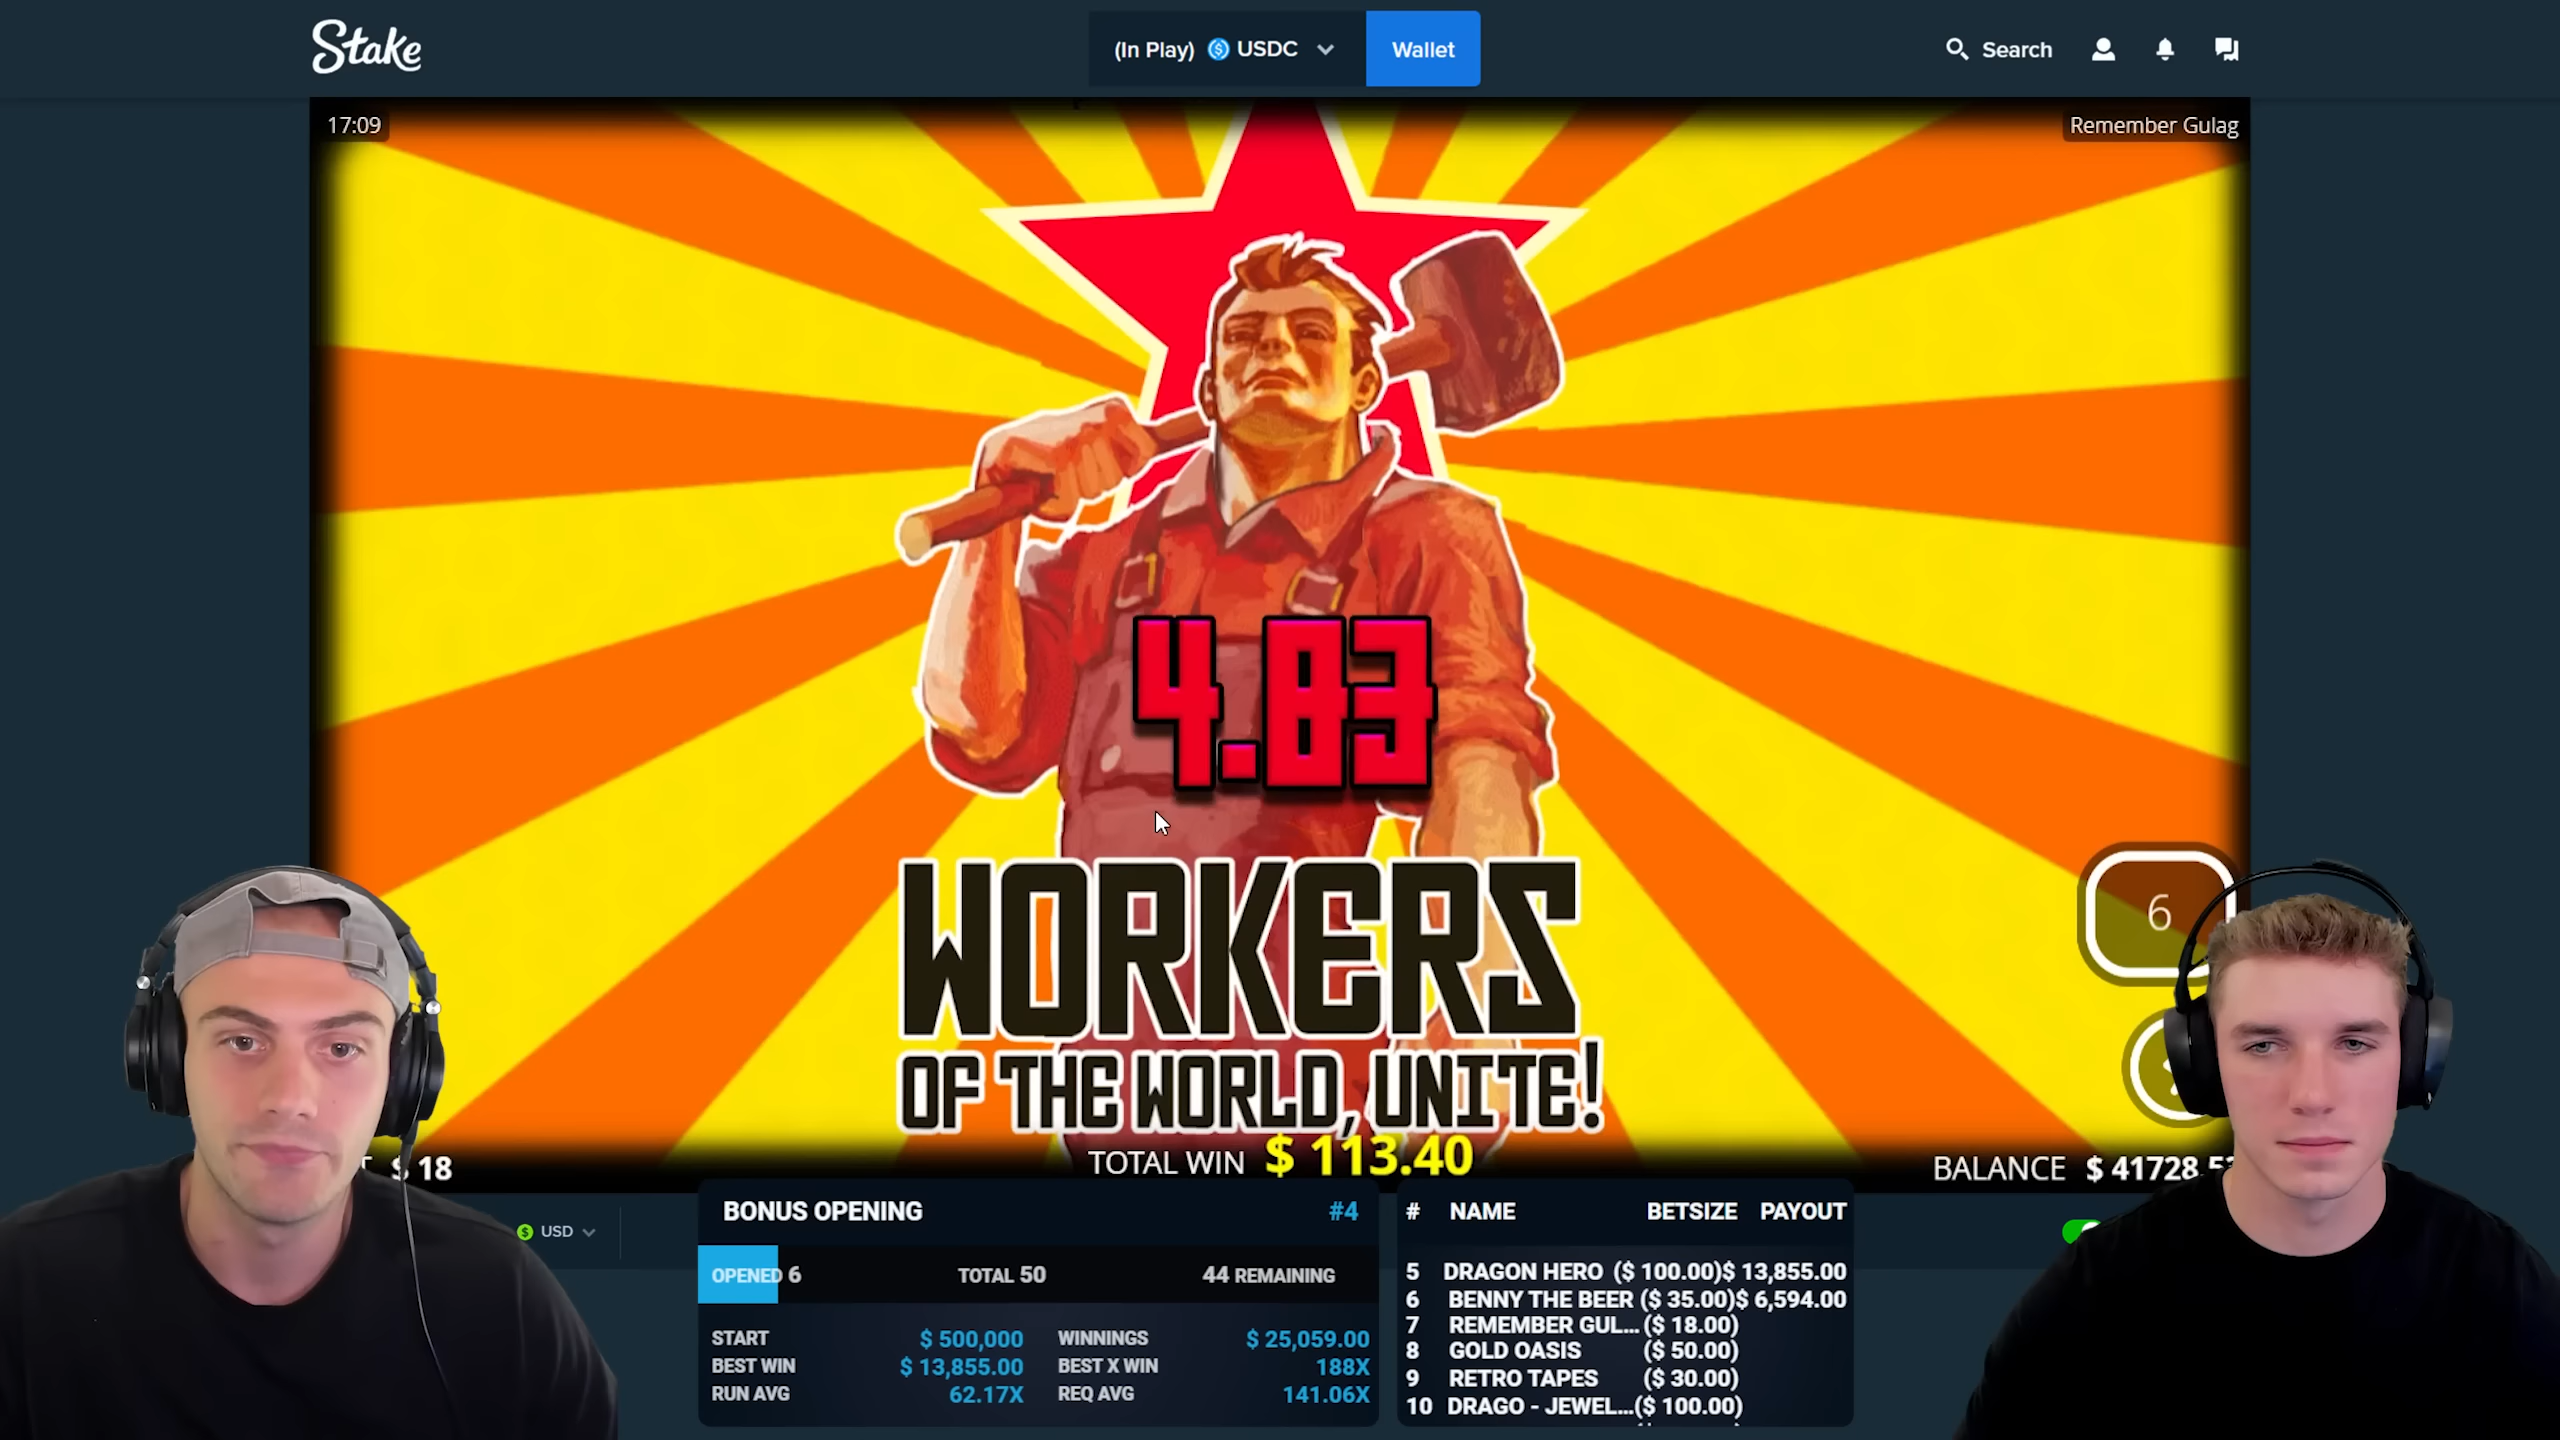 Stake
(In Play) USDC
Wallet
Search
17:09
Remember Gulag
4.83
WORKERS
OF THE WORLD, UNITE!
6
$ 18
TOTAL WIN $ 113.40
BALANCE $ 41728.5
USD
BONUS OPENING #4
OPENED 6 TOTAL 50 44 REMAINING
START $ 500,000 WINNINGS $ 25,059.00
BEST WIN $ 13,855.00 BEST X WIN 188X
RUN AVG 62.17X REQ AVG 141.06X
# NAME BETSIZE PAYOUT
5 DRAGON HERO ($ 100.00) $ 13,855.00
6 BENNY THE BEER ($ 35.00) $ 6,594.00
7 REMEMBER GUL... ($ 18.00)
8 GOLD OASIS ($ 50.00)
9 RETRO TAPES ($ 30.00)
10 DRAGO - JEWEL... ($ 100.00)